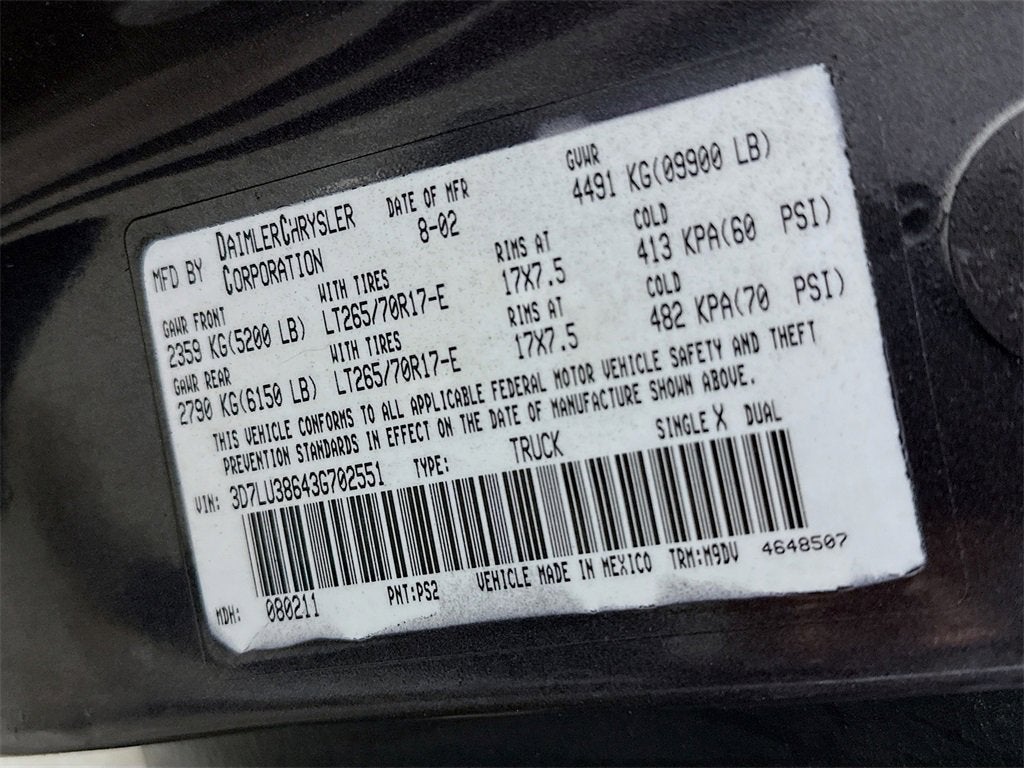 MFD BY DAIMLERCHRYSLER CORPORATION DATE OF MFR 8-02 GVWR 4491 KG(09900 LB)
GAWR FRONT WITH TIRES RIMS AT COLD
2359 KG(5200 LB) LT265/70R17-E 17X7.5 413 KPA(60 PSI)
GAWR REAR WITH TIRES RIMS AT COLD
2790 KG(6150 LB) LT265/70R17-E 17X7.5 482 KPA(70 PSI)
THIS VEHICLE CONFORMS TO ALL APPLICABLE FEDERAL MOTOR VEHICLE SAFETY AND THEFT
PREVENTION STANDARDS IN EFFECT ON THE DATE OF MANUFACTURE SHOWN ABOVE.
VIN: 3D7LU38643G702551 TYPE: TRUCK SINGLE X DUAL
MDH: 080211 PNT:PS2 VEHICLE MADE IN MEXICO TRM:M9DV 4648507